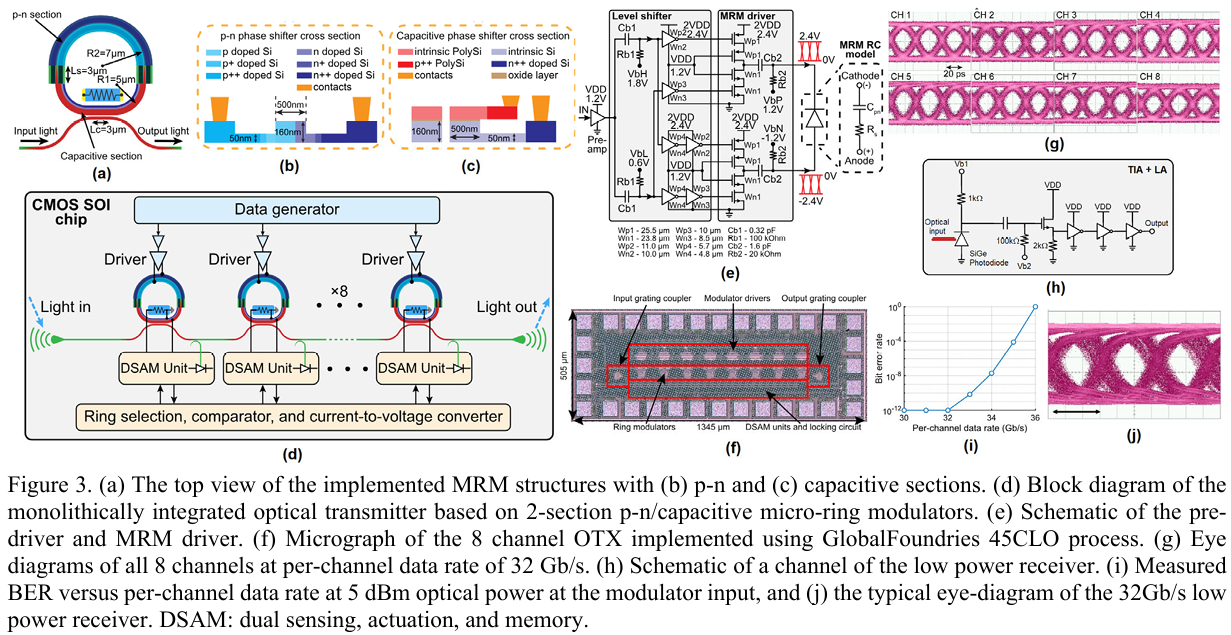 p-n section
R2=7μm
Ls=3μm
R1=5μm
Input light
Lc=3μm
Output light
Capacitive section
(a)
p-n phase shifter cross section
p doped Si
n doped Si
p+ doped Si
n+ doped Si
p++ doped Si
n++ doped Si
contacts
500nm
160nm
50nm
50nm
(b)
Capacitive phase shifter cross section
intrinsic PolySi
intrinsic Si
p++ PolySi
n++ doped Si
contacts
oxide layer
160nm
500nm
50nm
(c)
CMOS SOI
chip
Data generator
Driver
Driver
Driver
×8
Light in
Light out
DSAM Unit
DSAM Unit
DSAM Unit
Ring selection, comparator, and current-to-voltage converter
(d)
Level shifter
MRM driver
2VDD
2.4V
2VDD
2.4V
Cb1
Wp2
Wn2
Wp1
Wp1
Rb1
VDD
1.2V
VDD
1.2V
IN
Pre-
amp
VbH
1.8V
Wp3
Wn3
Wn1
Wn1
Cb2
Rb2
VbP
1.2V
2.4V
0V
2VDD
2.4V
2VDD
2.4V
VbN
-1.2V
VbL
0.6V
Wp4
Wp2
Wn4
Wn2
Wp1
Wp1
Rb2
VDD
1.2V
Rb1
Cb1
Wp4
Wp3
Wn4
Wn3
Wn1
Wn1
Cb2
0V
-2.4V
MRM RC
model
Cathode
(-)
Cpn
Rs
(+)
Anode
Wp1 - 25.5 μm Wp3 - 10 μm Cb1 - 0.32 pF
Wn1 - 23.8 μm Wn3 - 8.5 μm Rb1 - 100 kOhm
Wp2 - 11.0 μm Wp4 - 5.7 μm Cb2 - 1.6 pF
Wn2 - 10.0 μm Wn4 - 4.8 μm Rb2 - 20 kOhm
(e)
Input grating coupler
Modulator drivers
Output grating coupler
505 μm
Ring modulators
1345 μm
DSAM units and locking circuit
(f)
CH 1
CH 2
CH 3
CH 4
20 ps
CH 5
CH 6
CH 7
CH 8
(g)
TIA + LA
Vb1
1kΩ
VDD
VDD
VDD
VDD
Optical
input
Output
100kΩ
2kΩ
SiGe
Photodiode
Vb2
(h)
Bit error rate
10⁰
10⁻⁴
10⁻⁸
10⁻¹²
30
32
34
36
Per-channel data rate (Gb/s)
(i)
(j)
Figure 3. (a) The top view of the implemented MRM structures with (b) p-n and (c) capacitive sections. (d) Block diagram of the
monolithically integrated optical transmitter based on 2-section p-n/capacitive micro-ring modulators. (e) Schematic of the pre-
driver and MRM driver. (f) Micrograph of the 8 channel OTX implemented using GlobalFoundries 45CLO process. (g) Eye
diagrams of all 8 channels at per-channel data rate of 32 Gb/s. (h) Schematic of a channel of the low power receiver. (i) Measured
BER versus per-channel data rate at 5 dBm optical power at the modulator input, and (j) the typical eye-diagram of the 32Gb/s low
power receiver. DSAM: dual sensing, actuation, and memory.